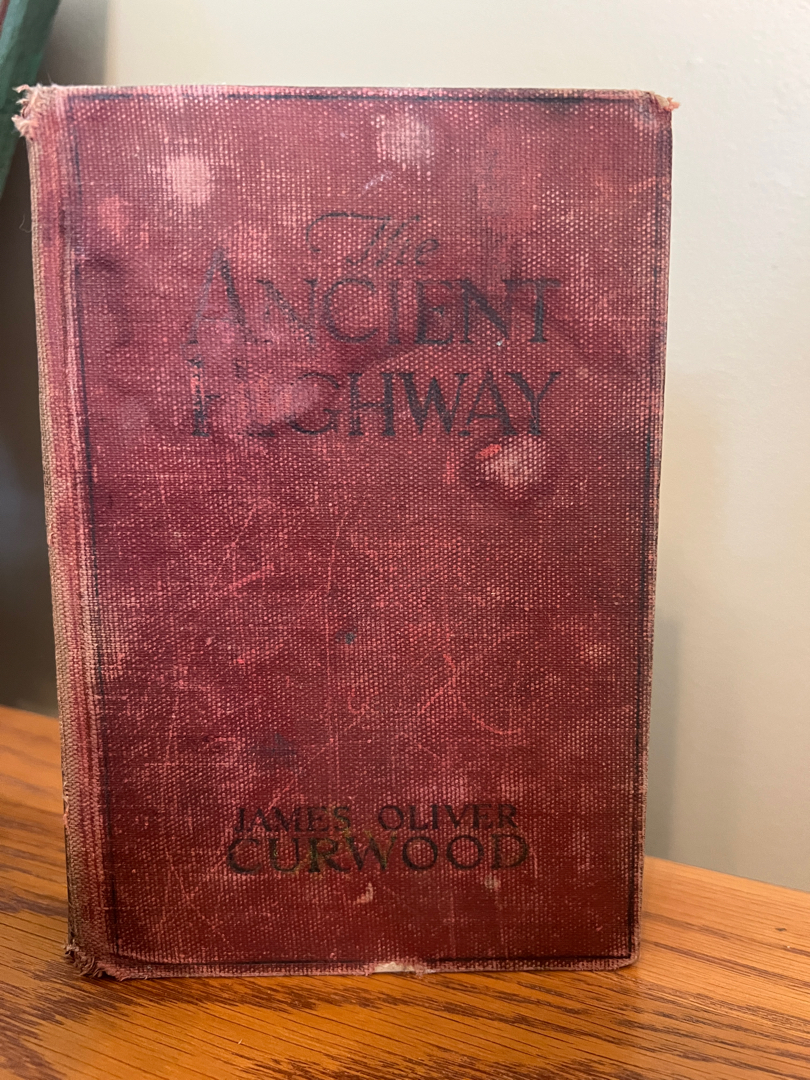 The
ANCIENT
HIGHWAY
JAMES OLIVER
CURWOOD